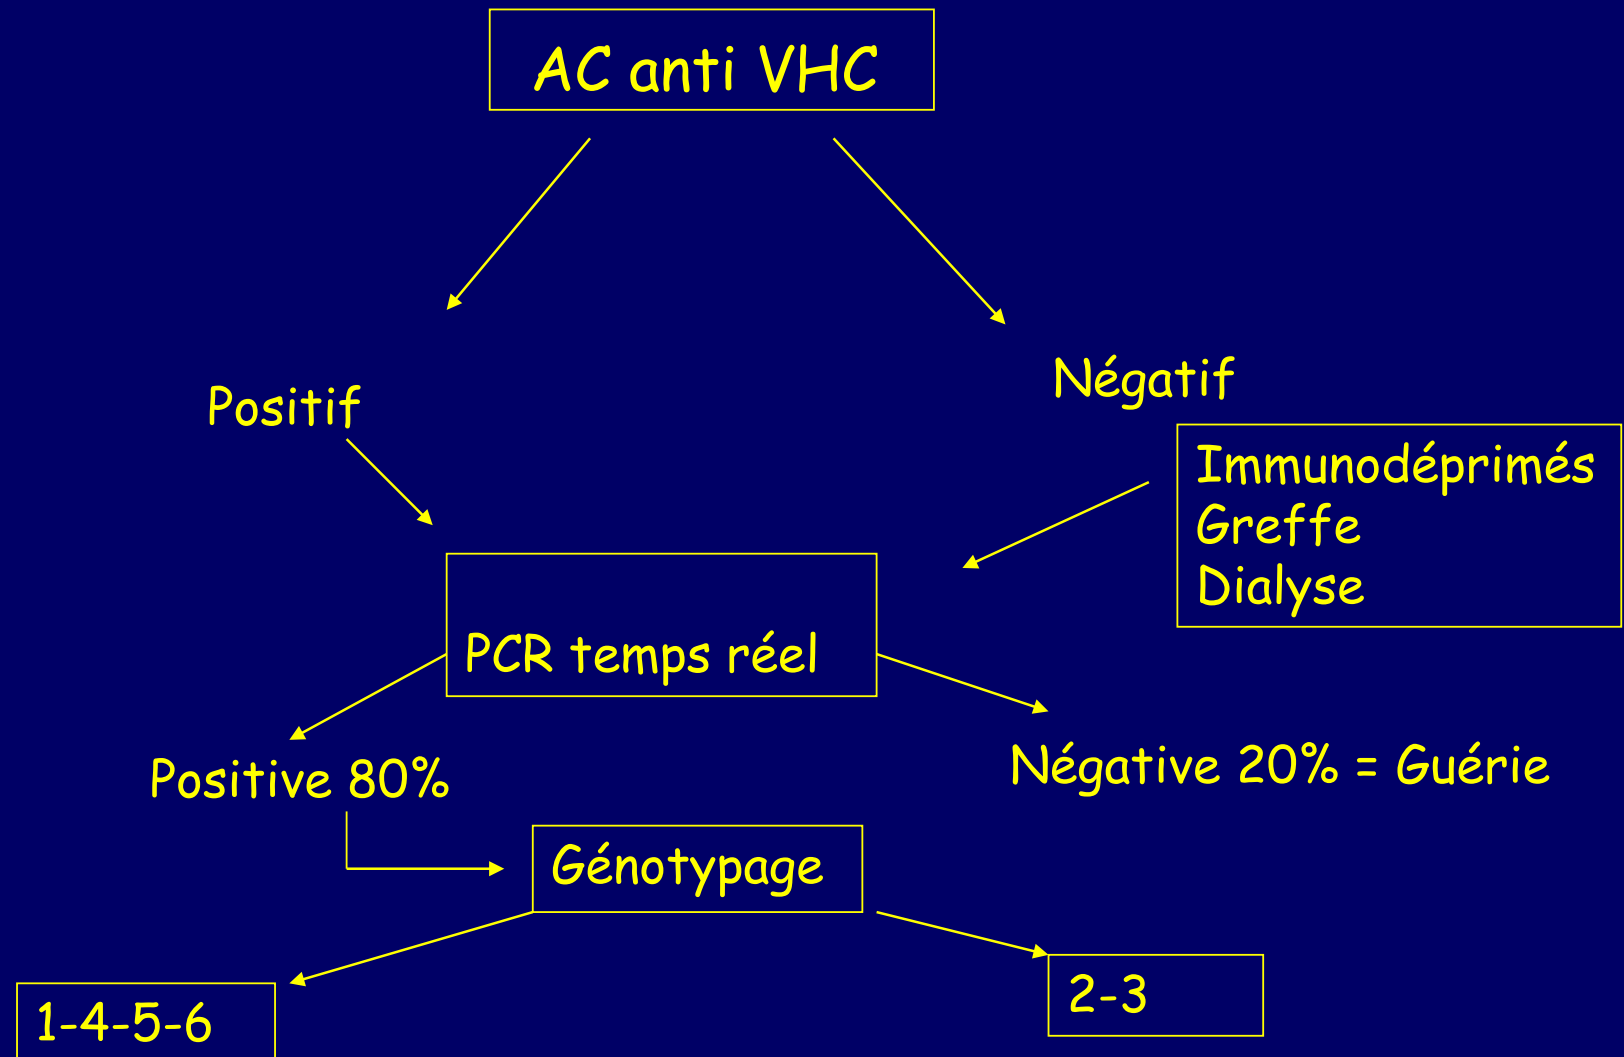 AC anti VHC
Positif
Négatif
Immunodéprimés
Greffe
Dialyse
PCR temps réel
Positive 80%
Négative 20% = Guérie
Génotypage
1-4-5-6
2-3